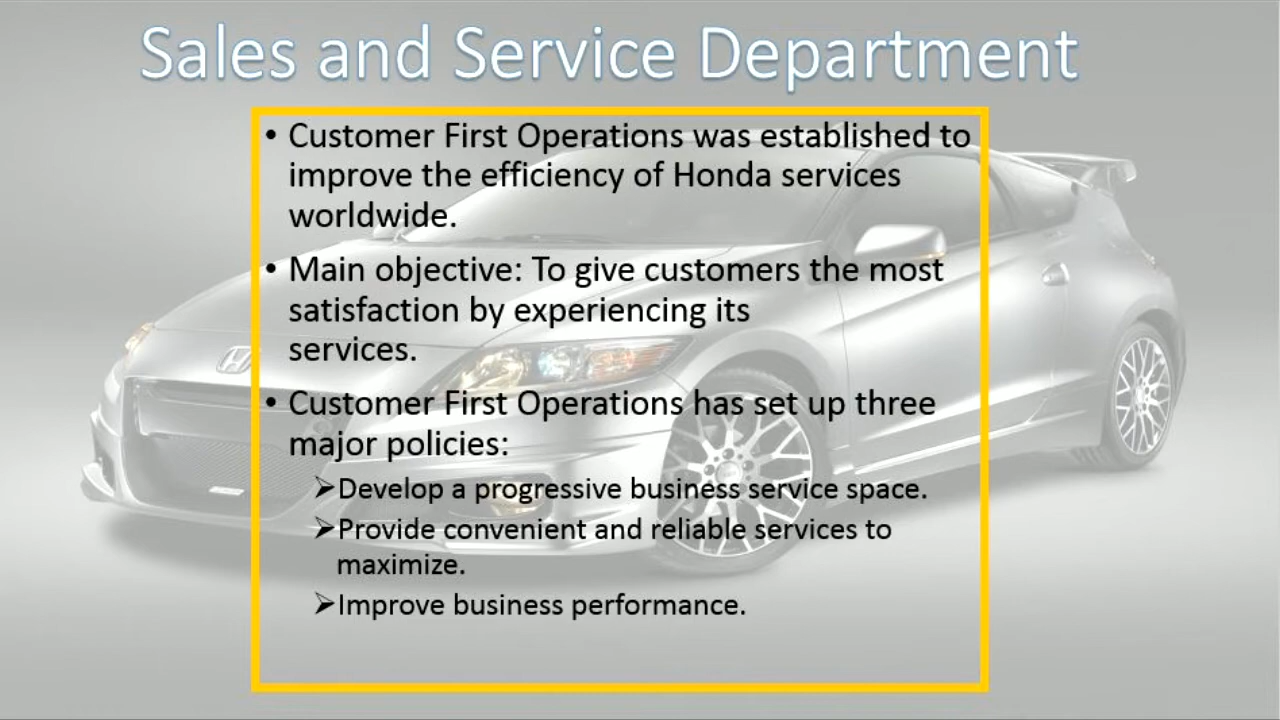 Sales and Service Department
• Customer First Operations was established to
improve the efficiency of Honda services
worldwide.
• Main objective: To give customers the most
satisfaction by experiencing its
services.
• Customer First Operations has set up three
major policies:
➢Develop a progressive business service space.
➢Provide convenient and reliable services to
maximize.
➢Improve business performance.